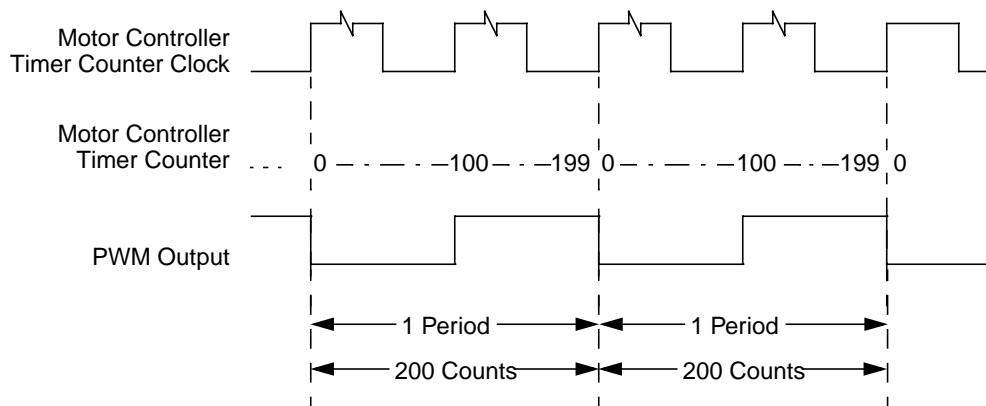 Motor Controller
Timer Counter Clock
Motor Controller
Timer Counter
0 100 199 0 100 199 0
PWM Output
1 Period 1 Period
200 Counts 200 Counts